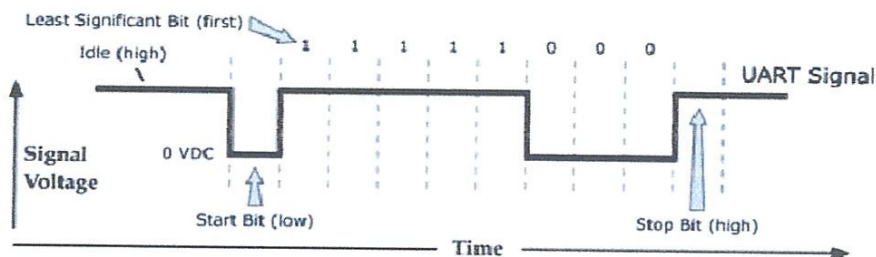 Least Significant Bit (first)
1 1 1 1 1 0 0 0
Idle (high)
UART Signal
Signal
Voltage
0 VDC
Start Bit (low)
Stop Bit (high)
Time